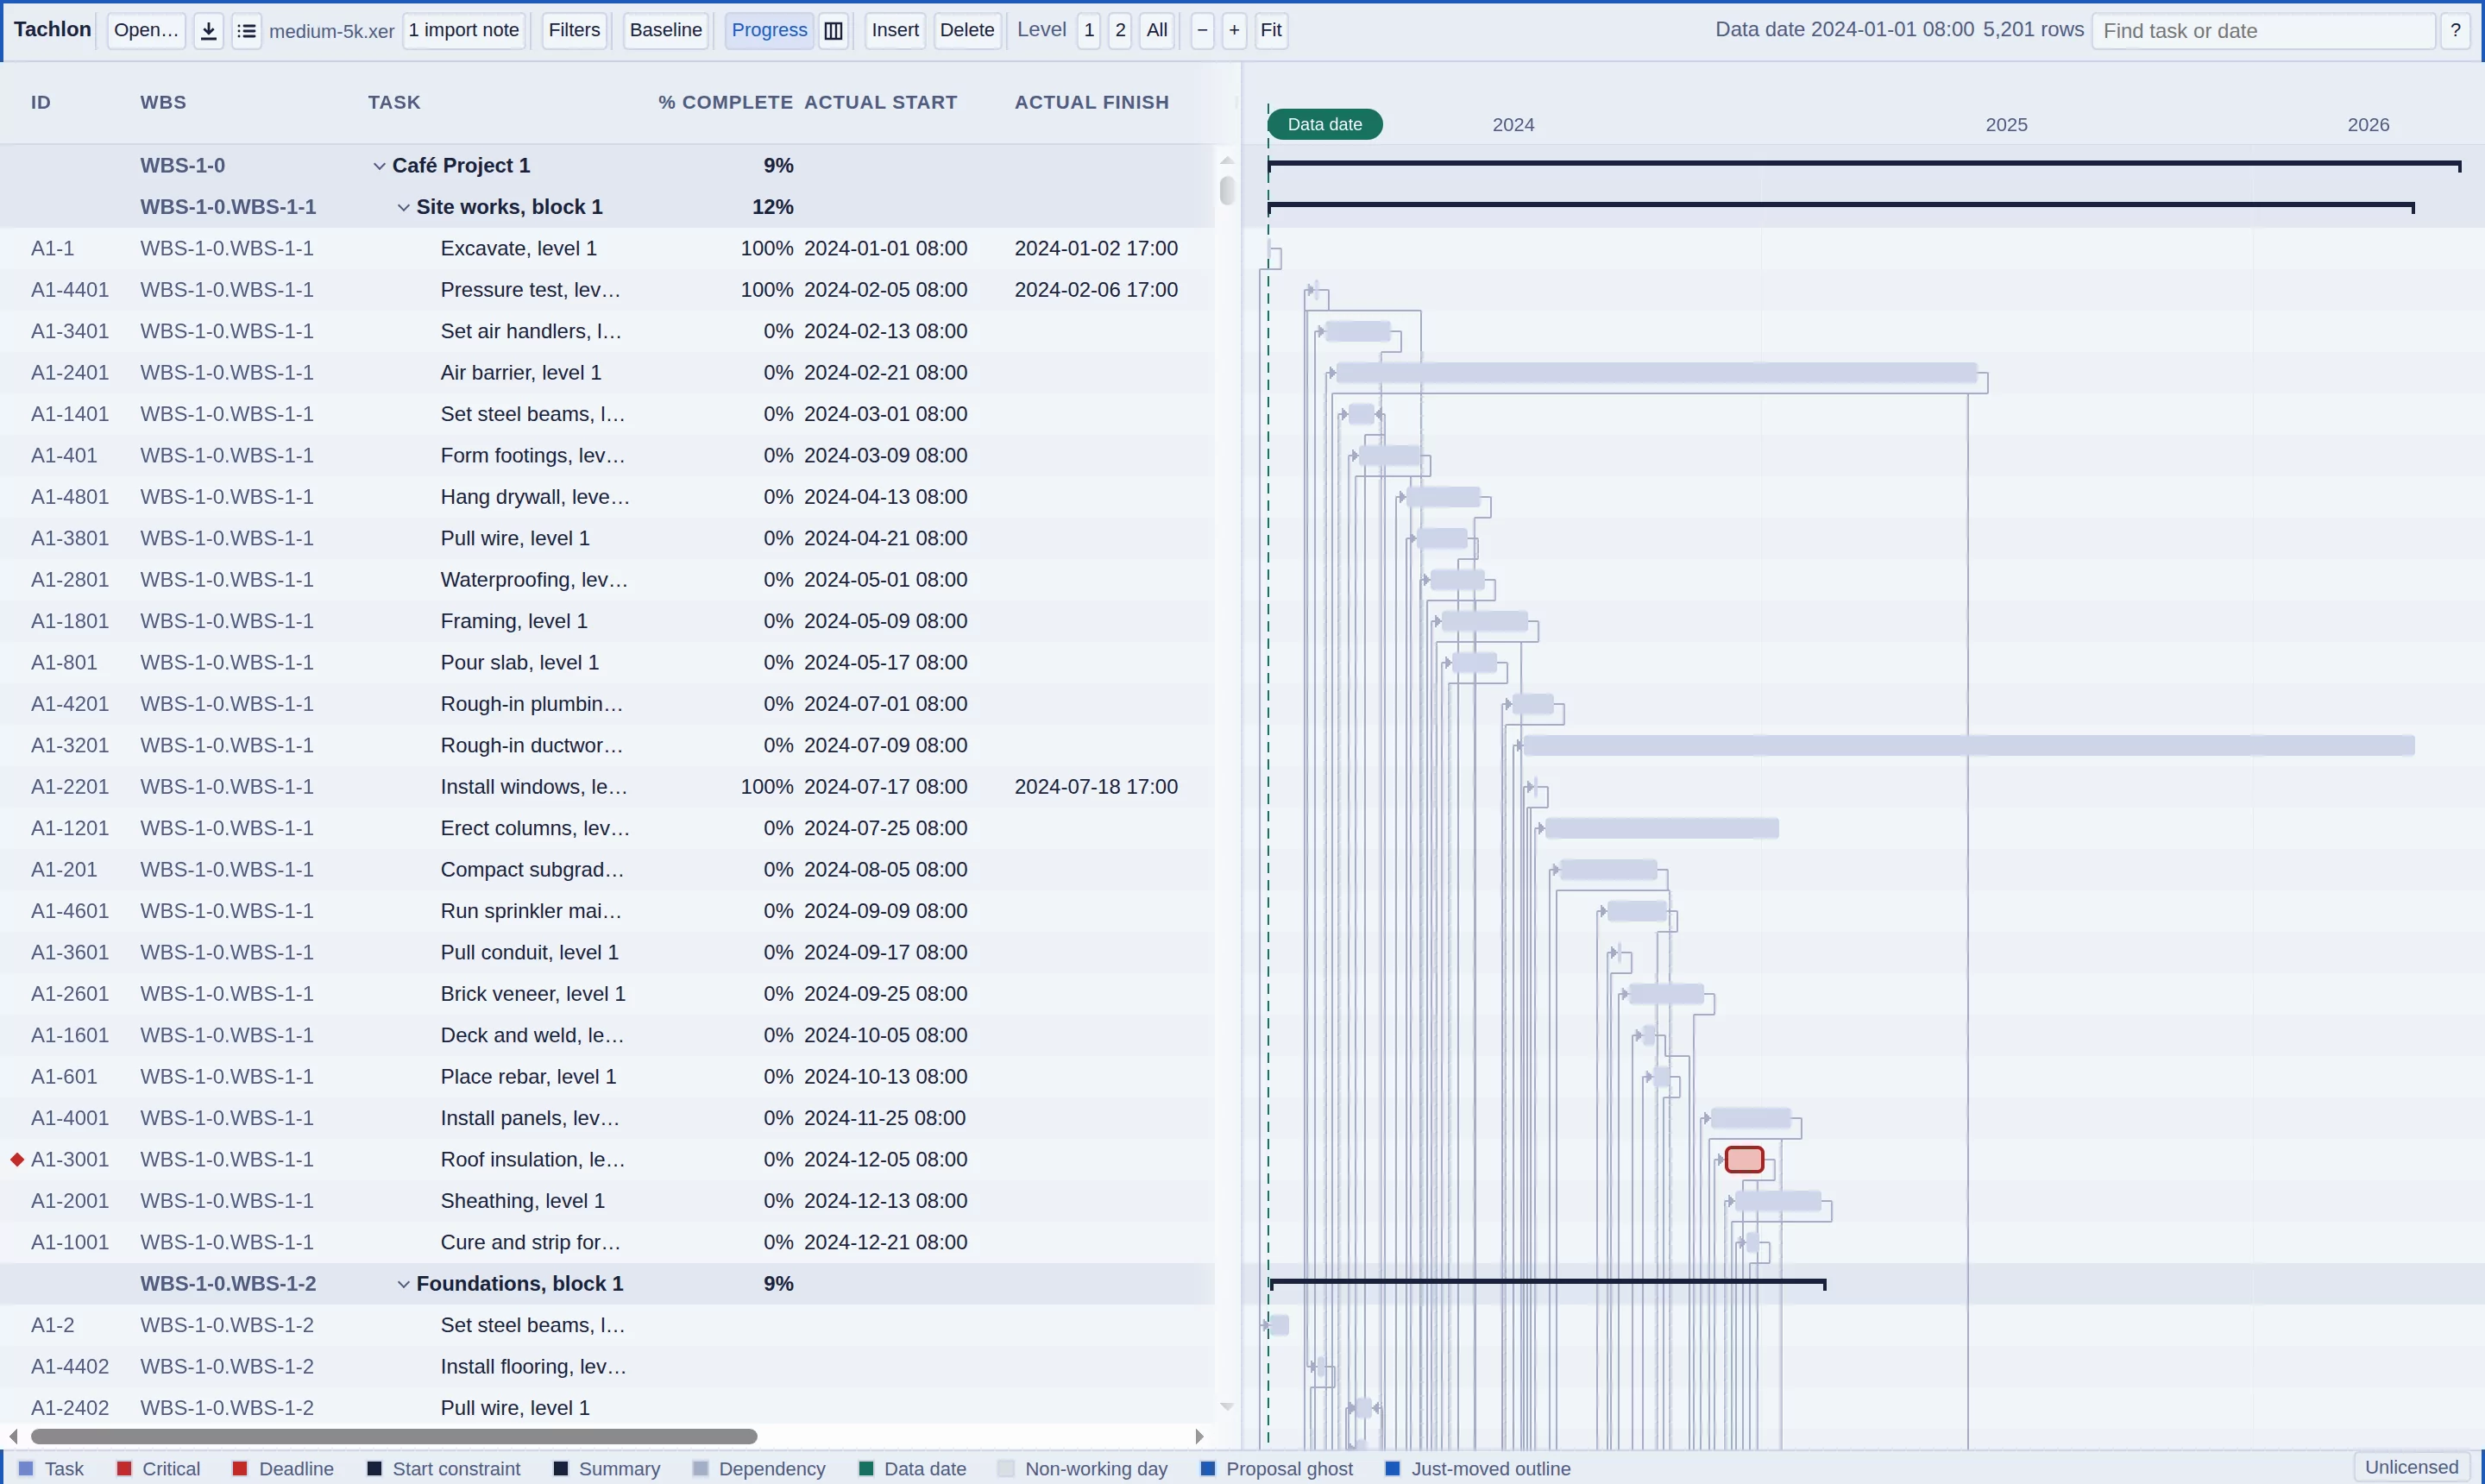 Tachlon Open… medium-5k.xer 1 import note Filters Baseline Progress Insert Delete Level 1 2 All − + Fit Data date 2024-01-01 08:00 5,201 rows Find task or date ?
ID WBS TASK % COMPLETE ACTUAL START ACTUAL FINISH Data date 2024 2025 2026
WBS-1-0 Café Project 1 9%
WBS-1-0.WBS-1-1 Site works, block 1 12%
A1-1 WBS-1-0.WBS-1-1 Excavate, level 1 100% 2024-01-01 08:00 2024-01-02 17:00
A1-4401 WBS-1-0.WBS-1-1 Pressure test, lev… 100% 2024-02-05 08:00 2024-02-06 17:00
A1-3401 WBS-1-0.WBS-1-1 Set air handlers, l… 0% 2024-02-13 08:00
A1-2401 WBS-1-0.WBS-1-1 Air barrier, level 1 0% 2024-02-21 08:00
A1-1401 WBS-1-0.WBS-1-1 Set steel beams, l… 0% 2024-03-01 08:00
A1-401 WBS-1-0.WBS-1-1 Form footings, lev… 0% 2024-03-09 08:00
A1-4801 WBS-1-0.WBS-1-1 Hang drywall, leve… 0% 2024-04-13 08:00
A1-3801 WBS-1-0.WBS-1-1 Pull wire, level 1 0% 2024-04-21 08:00
A1-2801 WBS-1-0.WBS-1-1 Waterproofing, lev… 0% 2024-05-01 08:00
A1-1801 WBS-1-0.WBS-1-1 Framing, level 1 0% 2024-05-09 08:00
A1-801 WBS-1-0.WBS-1-1 Pour slab, level 1 0% 2024-05-17 08:00
A1-4201 WBS-1-0.WBS-1-1 Rough-in plumbin… 0% 2024-07-01 08:00
A1-3201 WBS-1-0.WBS-1-1 Rough-in ductwor… 0% 2024-07-09 08:00
A1-2201 WBS-1-0.WBS-1-1 Install windows, le… 100% 2024-07-17 08:00 2024-07-18 17:00
A1-1201 WBS-1-0.WBS-1-1 Erect columns, lev… 0% 2024-07-25 08:00
A1-201 WBS-1-0.WBS-1-1 Compact subgrad… 0% 2024-08-05 08:00
A1-4601 WBS-1-0.WBS-1-1 Run sprinkler mai… 0% 2024-09-09 08:00
A1-3601 WBS-1-0.WBS-1-1 Pull conduit, level 1 0% 2024-09-17 08:00
A1-2601 WBS-1-0.WBS-1-1 Brick veneer, level 1 0% 2024-09-25 08:00
A1-1601 WBS-1-0.WBS-1-1 Deck and weld, le… 0% 2024-10-05 08:00
A1-601 WBS-1-0.WBS-1-1 Place rebar, level 1 0% 2024-10-13 08:00
A1-4001 WBS-1-0.WBS-1-1 Install panels, lev… 0% 2024-11-25 08:00
A1-3001 WBS-1-0.WBS-1-1 Roof insulation, le… 0% 2024-12-05 08:00
A1-2001 WBS-1-0.WBS-1-1 Sheathing, level 1 0% 2024-12-13 08:00
A1-1001 WBS-1-0.WBS-1-1 Cure and strip for… 0% 2024-12-21 08:00
WBS-1-0.WBS-1-2 Foundations, block 1 9%
A1-2 WBS-1-0.WBS-1-2 Set steel beams, l…
A1-4402 WBS-1-0.WBS-1-2 Install flooring, lev…
A1-2402 WBS-1-0.WBS-1-2 Pull wire, level 1
Task Critical Deadline Start constraint Summary Dependency Data date Non-working day Proposal ghost Just-moved outline Unlicensed